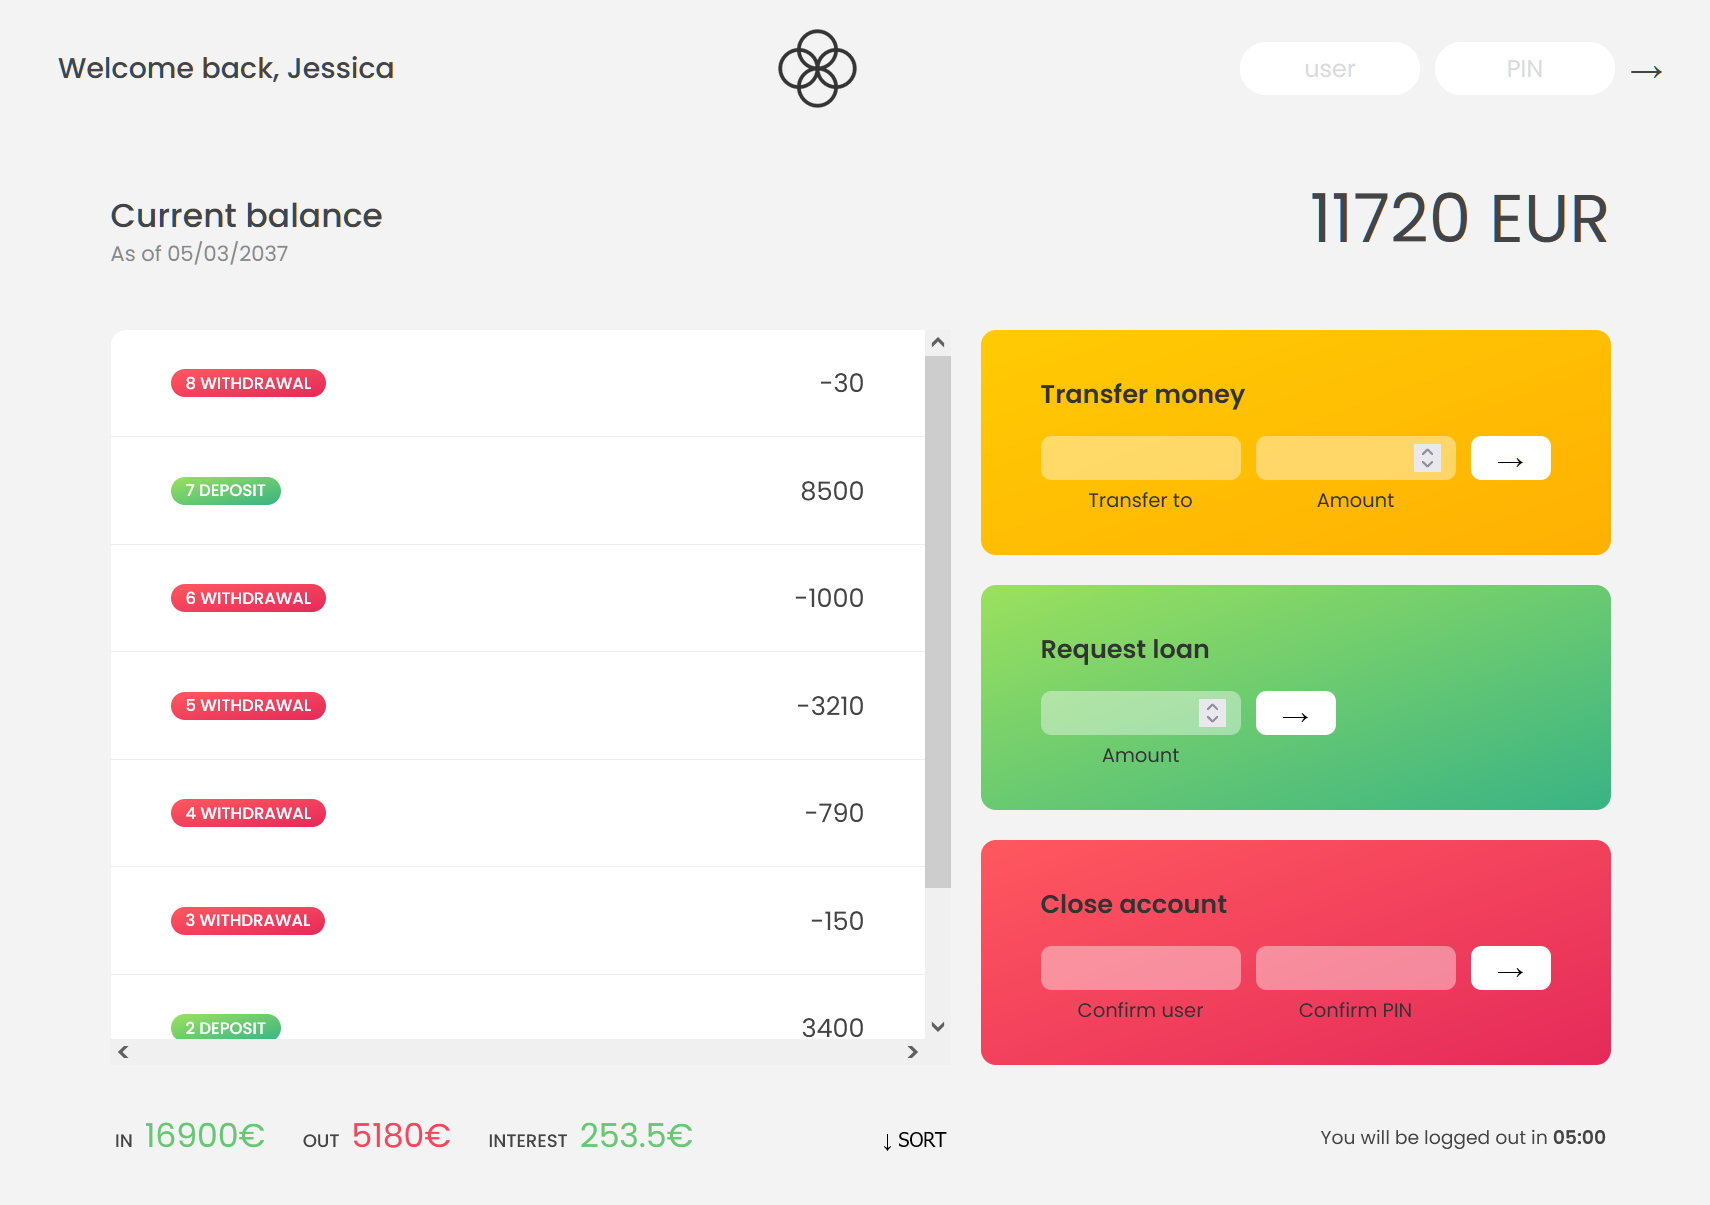 Welcome back, Jessica
user
PIN
→
Current balance
As of 05/03/2037
11720 EUR
8 WITHDRAWAL
-30
7 DEPOSIT
8500
6 WITHDRAWAL
-1000
5 WITHDRAWAL
-3210
4 WITHDRAWAL
-790
3 WITHDRAWAL
-150
2 DEPOSIT
3400
Transfer money
→
Transfer to
Amount
Request loan
→
Amount
Close account
→
Confirm user
Confirm PIN
IN 16900€ OUT 5180€ INTEREST 253.5€
↓ SORT
You will be logged out in 05:00